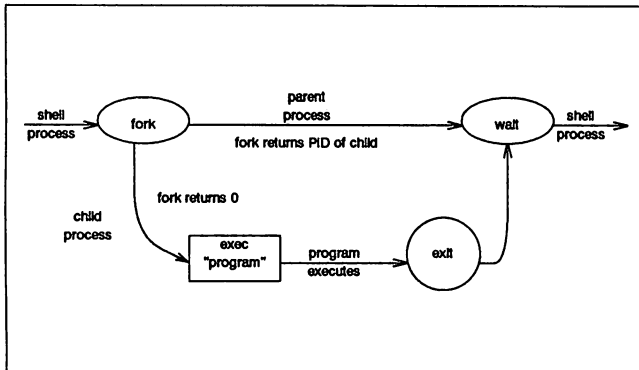 shell
process
fork
parent
process
fork returns PID of child
wait
shell
process
fork returns 0
child
process
exec
"program"
program
executes
exit